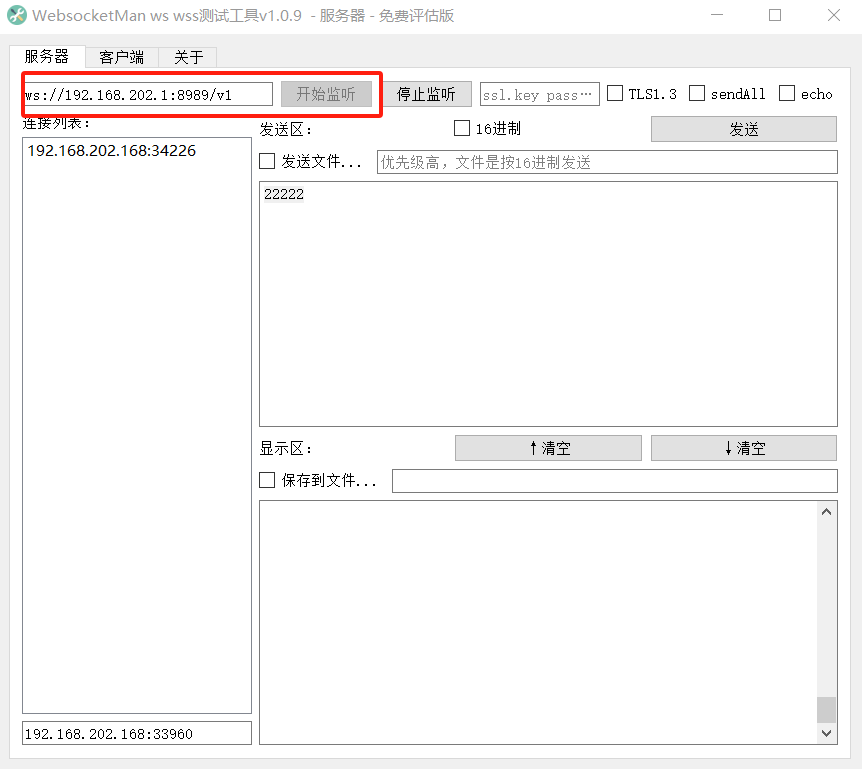 WebsocketMan ws wss测试工具v1.0.9 - 服务器 - 免费评估版
服务器 客户端 关于
ws://192.168.202.1:8989/v1 开始监听 停止监听 ssl.key pass… TLS1.3 sendAll echo
连接列表: 发送区: 16进制 发送
192.168.202.168:34226
发送文件... 优先级高，文件是按16进制发送
22222
显示区: ↑清空 ↓清空
保存到文件...
192.168.202.168:33960